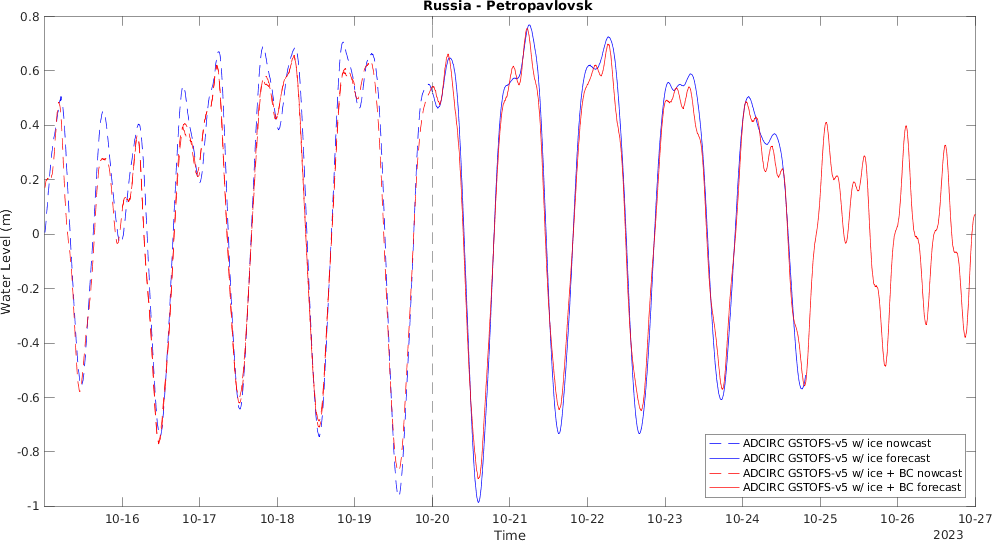 Russia - Petropavlovsk
Water Level (m)
0.8
0.6
0.4
0.2
0
-0.2
-0.4
-0.6
-0.8
-1
ADCIRC GSTOFS-v5 w/ ice nowcast
ADCIRC GSTOFS-v5 w/ ice forecast
ADCIRC GSTOFS-v5 w/ ice + BC nowcast
ADCIRC GSTOFS-v5 w/ ice + BC forecast
10-16 10-17 10-18 10-19 10-20 10-21 10-22 10-23 10-24 10-25 10-26 10-27
Time
2023